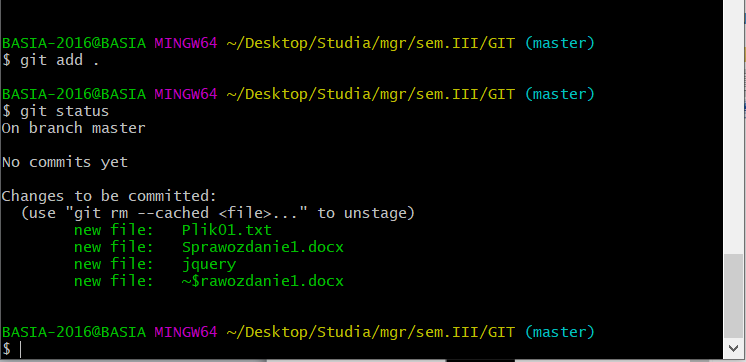 BASIA-2016@BASIA MINGW64 ~/Desktop/Studia/mgr/sem.III/GIT (master)
$ git add .
BASIA-2016@BASIA MINGW64 ~/Desktop/Studia/mgr/sem.III/GIT (master)
$ git status
On branch master
No commits yet
Changes to be committed:
  (use "git rm --cached <file>..." to unstage)
        new file:   Plik01.txt
        new file:   Sprawozdanie1.docx
        new file:   jquery
        new file:   ~$rawozdanie1.docx
BASIA-2016@BASIA MINGW64 ~/Desktop/Studia/mgr/sem.III/GIT (master)
$